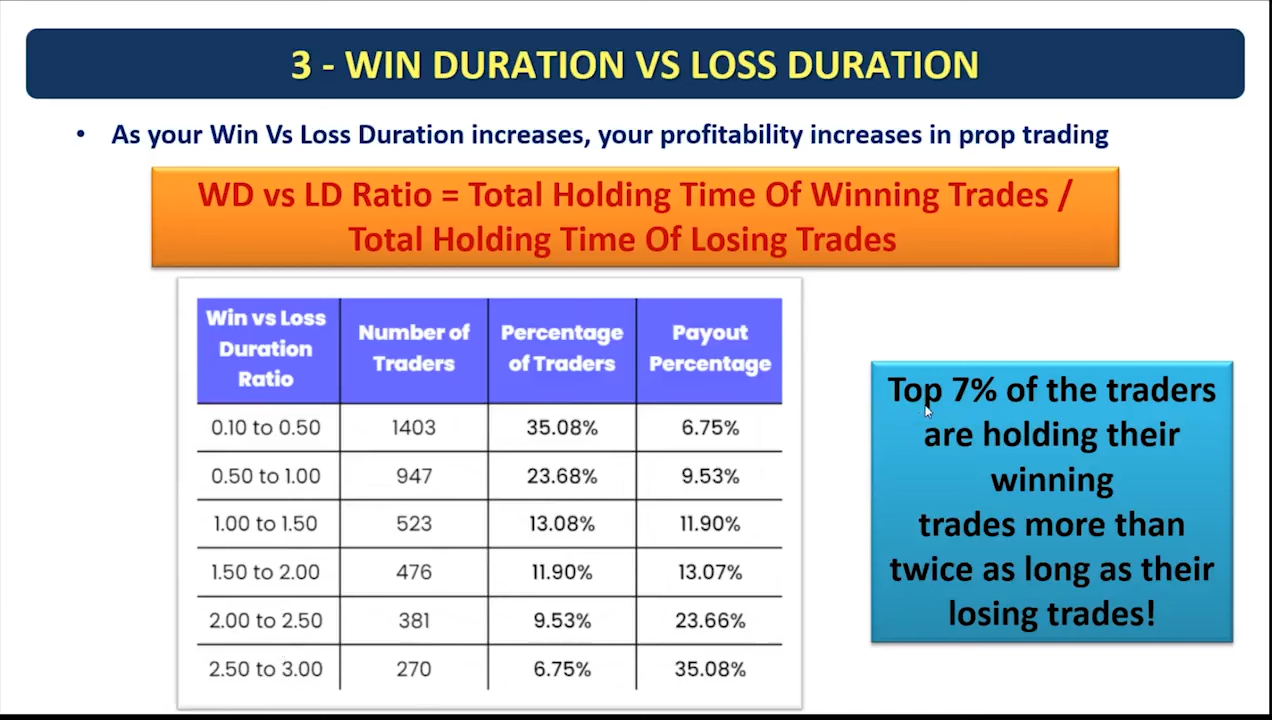 3 - WIN DURATION VS LOSS DURATION
• As your Win Vs Loss Duration increases, your profitability increases in prop trading
WD vs LD Ratio = Total Holding Time Of Winning Trades /
Total Holding Time Of Losing Trades
Win vs Loss
Duration
Ratio
Number of
Traders
Percentage
of Traders
Payout
Percentage
0.10 to 0.50 1403 35.08% 6.75%
0.50 to 1.00 947 23.68% 9.53%
1.00 to 1.50 523 13.08% 11.90%
1.50 to 2.00 476 11.90% 13.07%
2.00 to 2.50 381 9.53% 23.66%
2.50 to 3.00 270 6.75% 35.08%
Top 7% of the traders
are holding their
winning
trades more than
twice as long as their
losing trades!